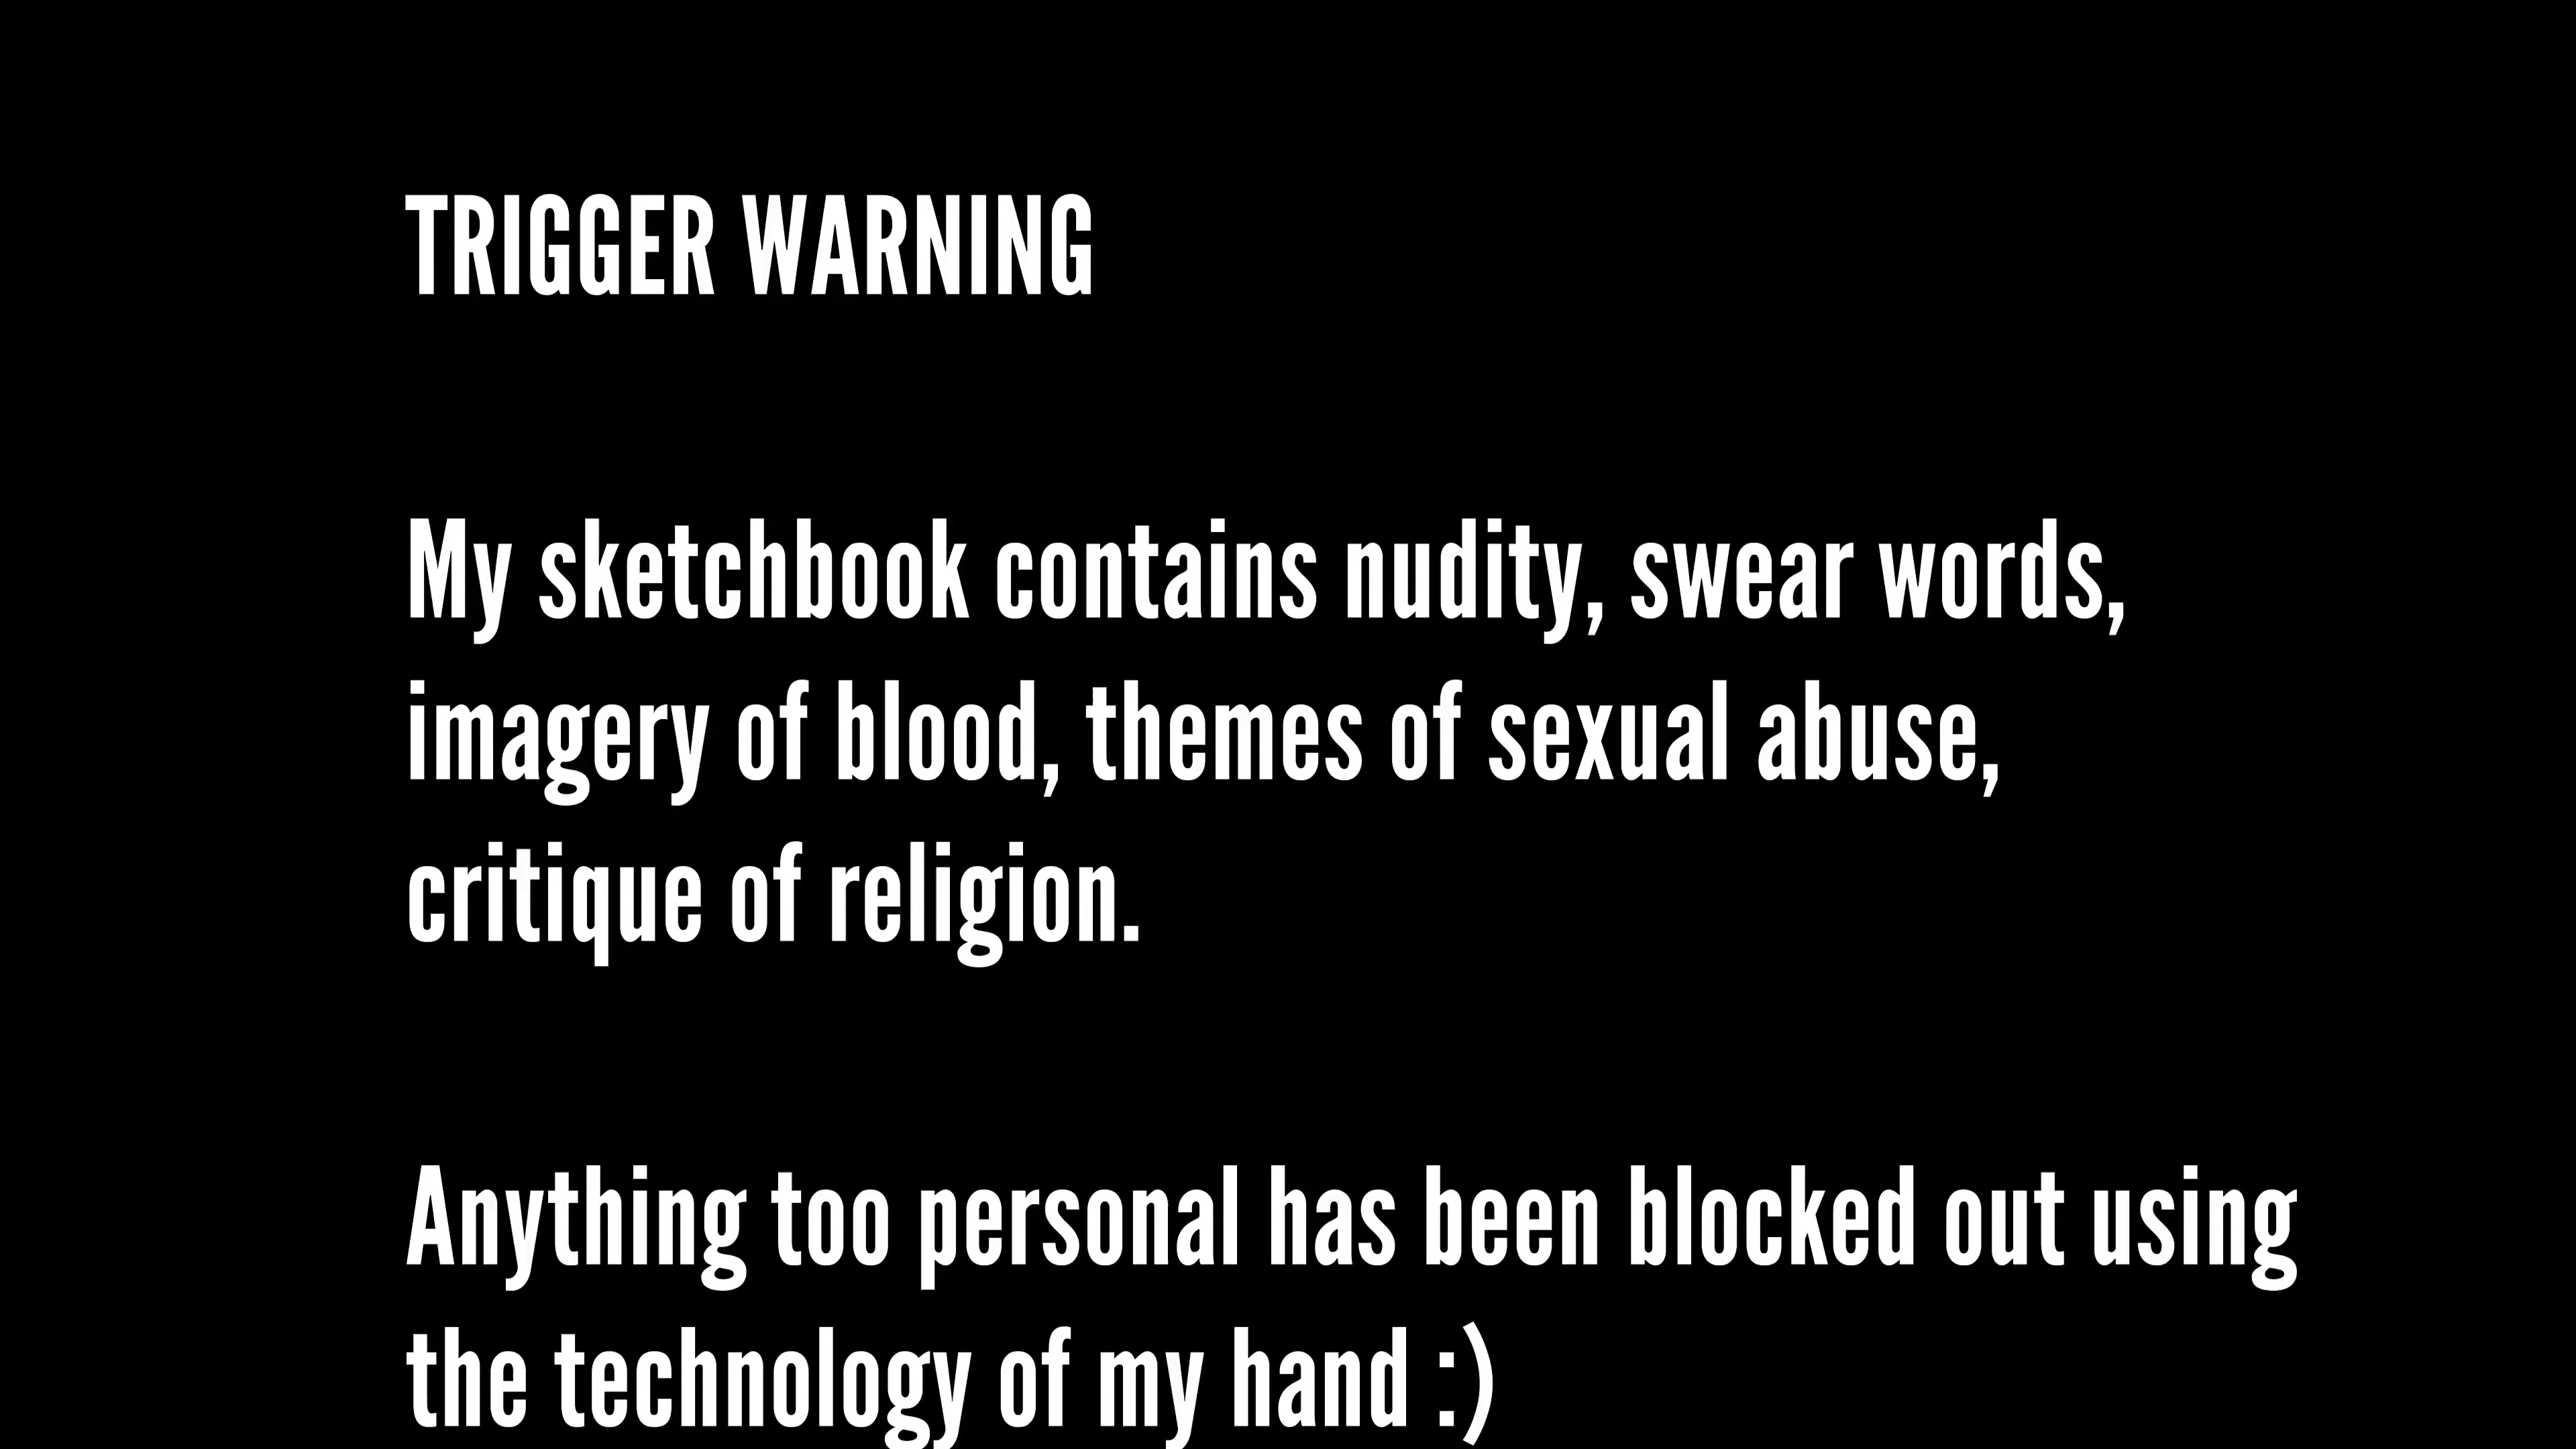 TRIGGER WARNING
My sketchbook contains nudity, swear words,
imagery of blood, themes of sexual abuse,
critique of religion.
Anything too personal has been blocked out using
the technology of my hand :)